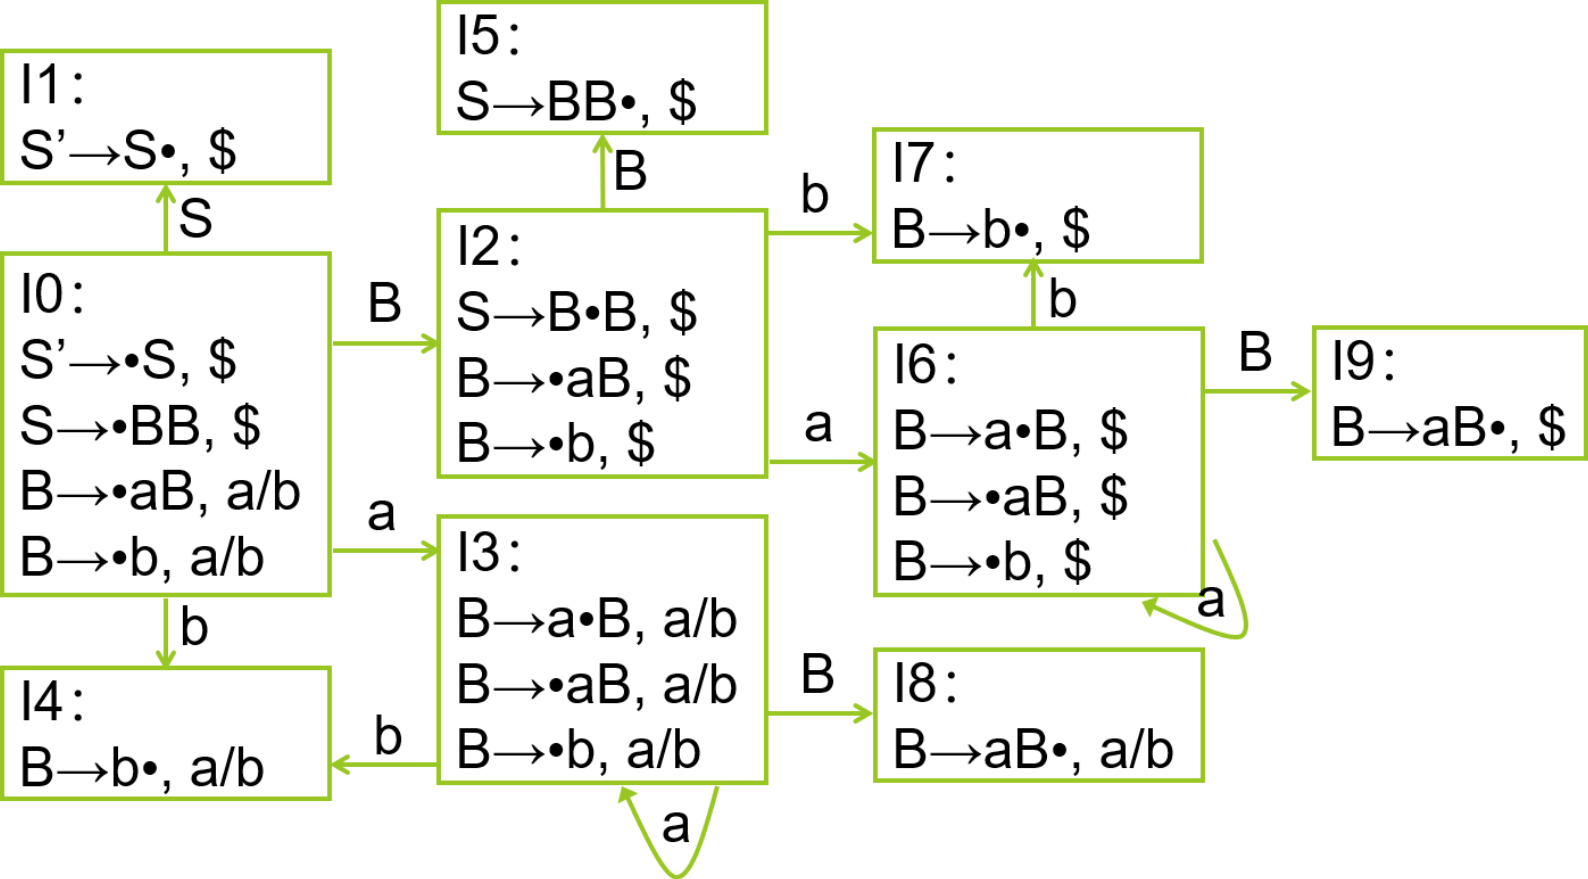 I1:
S’→S•, $
S
I0:
S’→•S, $
S→•BB, $
B→•aB, a/b
B→•b, a/b
b
I4:
B→b•, a/b
B
a
b
I5:
S→BB•, $
B
I2:
S→B•B, $
B→•aB, $
B→•b, $
I3:
B→a•B, a/b
B→•aB, a/b
B→•b, a/b
a
b
a
B
I7:
B→b•, $
b
I6:
B→a•B, $
B→•aB, $
B→•b, $
a
I8:
B→aB•, a/b
B
I9:
B→aB•, $